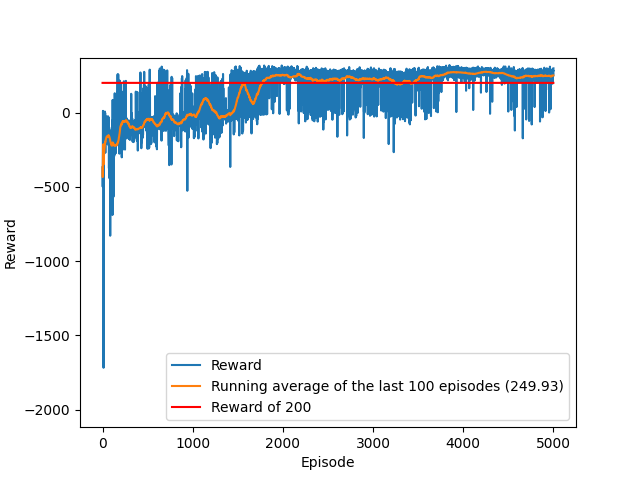 0
−500
−1000
−1500
−2000
Reward
Reward
Running average of the last 100 episodes (249.93)
Reward of 200
0
1000
2000
3000
4000
5000
Episode